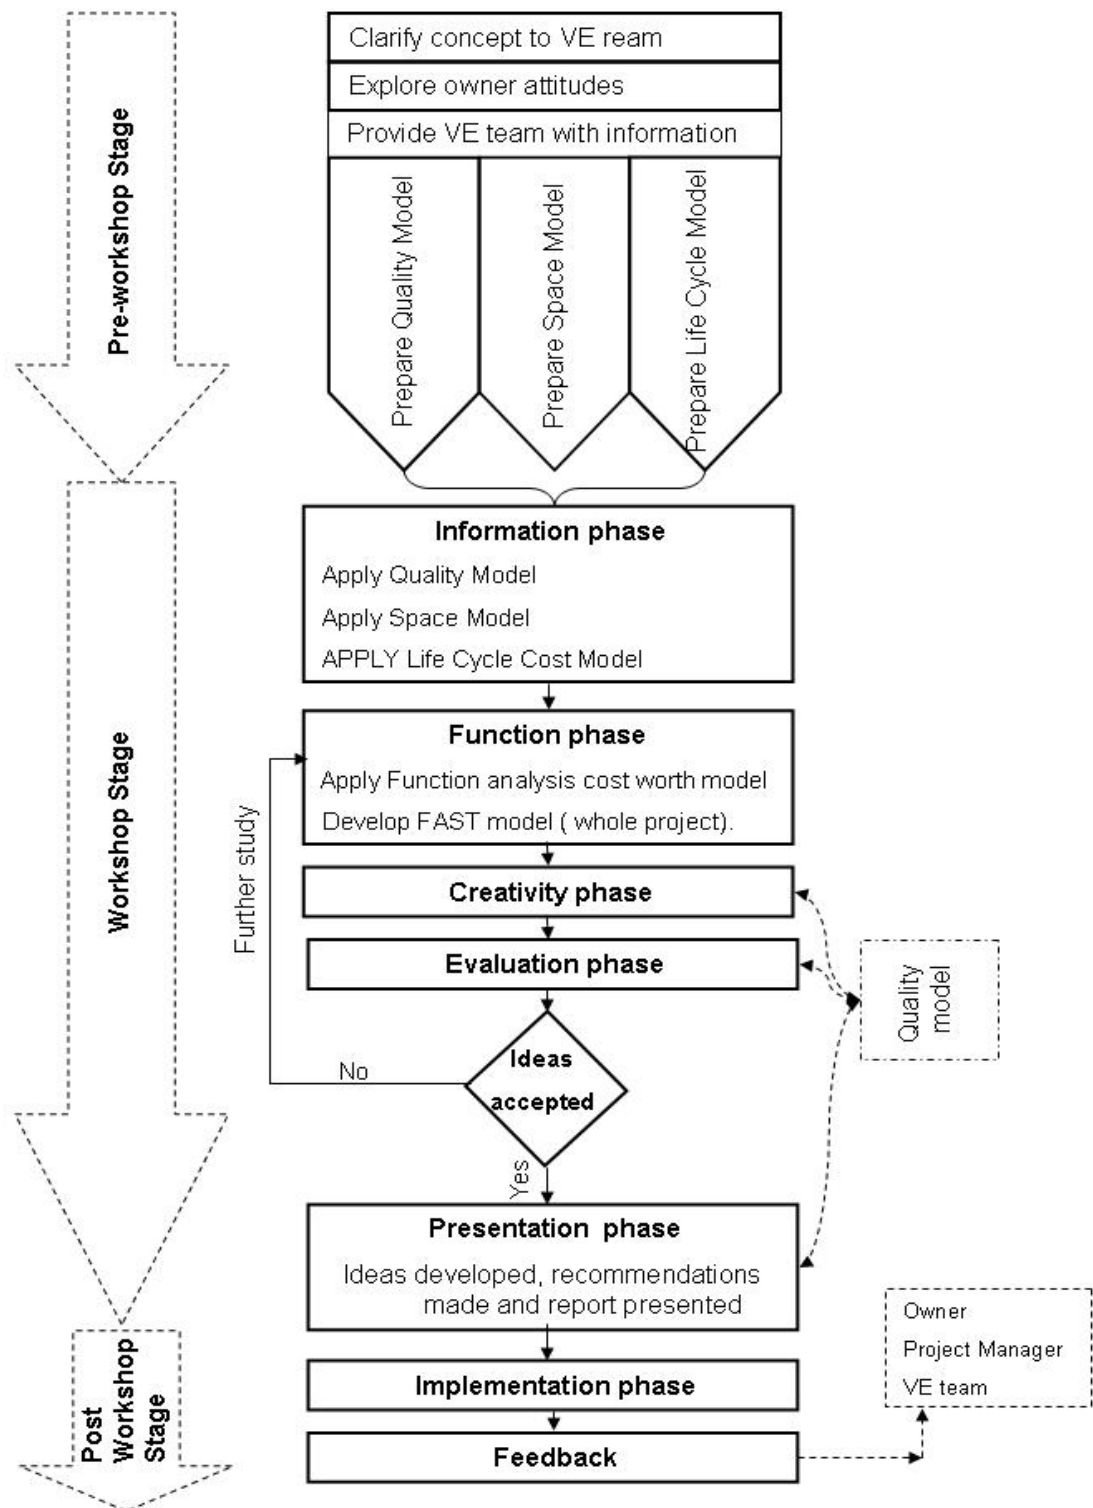 Clarify concept to VE ream
Explore owner attitudes
Provide VE team with information
Prepare Quality Model
Prepare Space Model
Prepare Life Cycle Model
Pre-workshop Stage
Information phase
Apply Quality Model
Apply Space Model
APPLY Life Cycle Cost Model
Function phase
Apply Function analysis cost worth model
Develop FAST model ( whole project).
Workshop Stage
Further study
Creativity phase
Evaluation phase
Quality
model
Ideas
accepted
No
Yes
Presentation phase
Ideas developed, recommendations
made and report presented
Owner
Project Manager
VE team
Post
Workshop
Stage
Implementation phase
Feedback